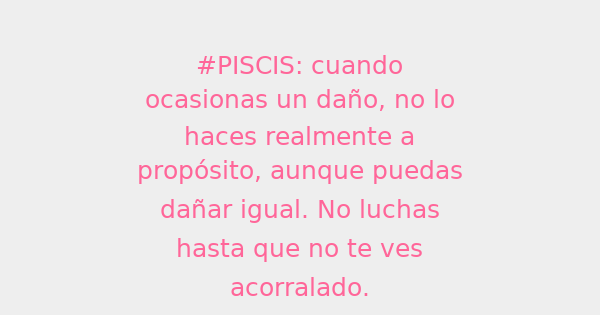 #PISCIS: cuando
ocasionas un daño, no lo
haces realmente a
propósito, aunque puedas
dañar igual. No luchas
hasta que no te ves
acorralado.